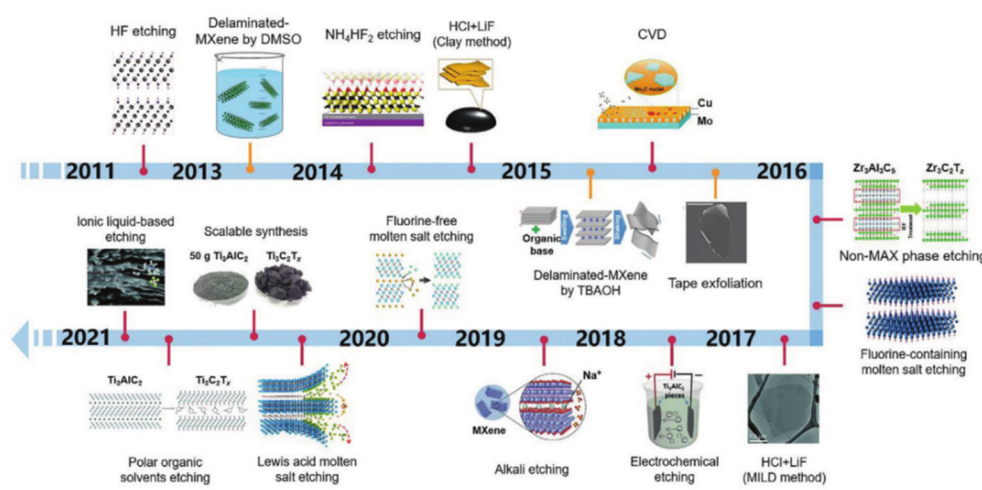 HF etching
Delaminated-
MXene by DMSO
NH₄HF₂ etching
HCl+LiF
(Clay method)
CVD
Mo₂C nuclei
Cu
Mo
2011
2013
2014
2015
2016
Zr₃Al₃C₅
Zr₃C₂Tz
HF
Treatment
Non-MAX phase etching
Organic
base
Na⁺
Delaminated-MXene
by TBAOH
Tape exfoliation
Ionic liquid-based
etching
Scalable synthesis
50 g Ti₃AlC₂
Ti₃C₂Tₓ
Fluorine-free
molten salt etching
Fluorine-containing
molten salt etching
2021
2020
2019
2018
2017
Ti₃AlC₂
Ti₃C₂Tₓ
Polar organic
solvents etching
Lewis acid molten
salt etching
MXene
Alkali etching
+
−
Ti₃AlC₂
pieces
Electrochemical
etching
HCl+LiF
(MILD method)